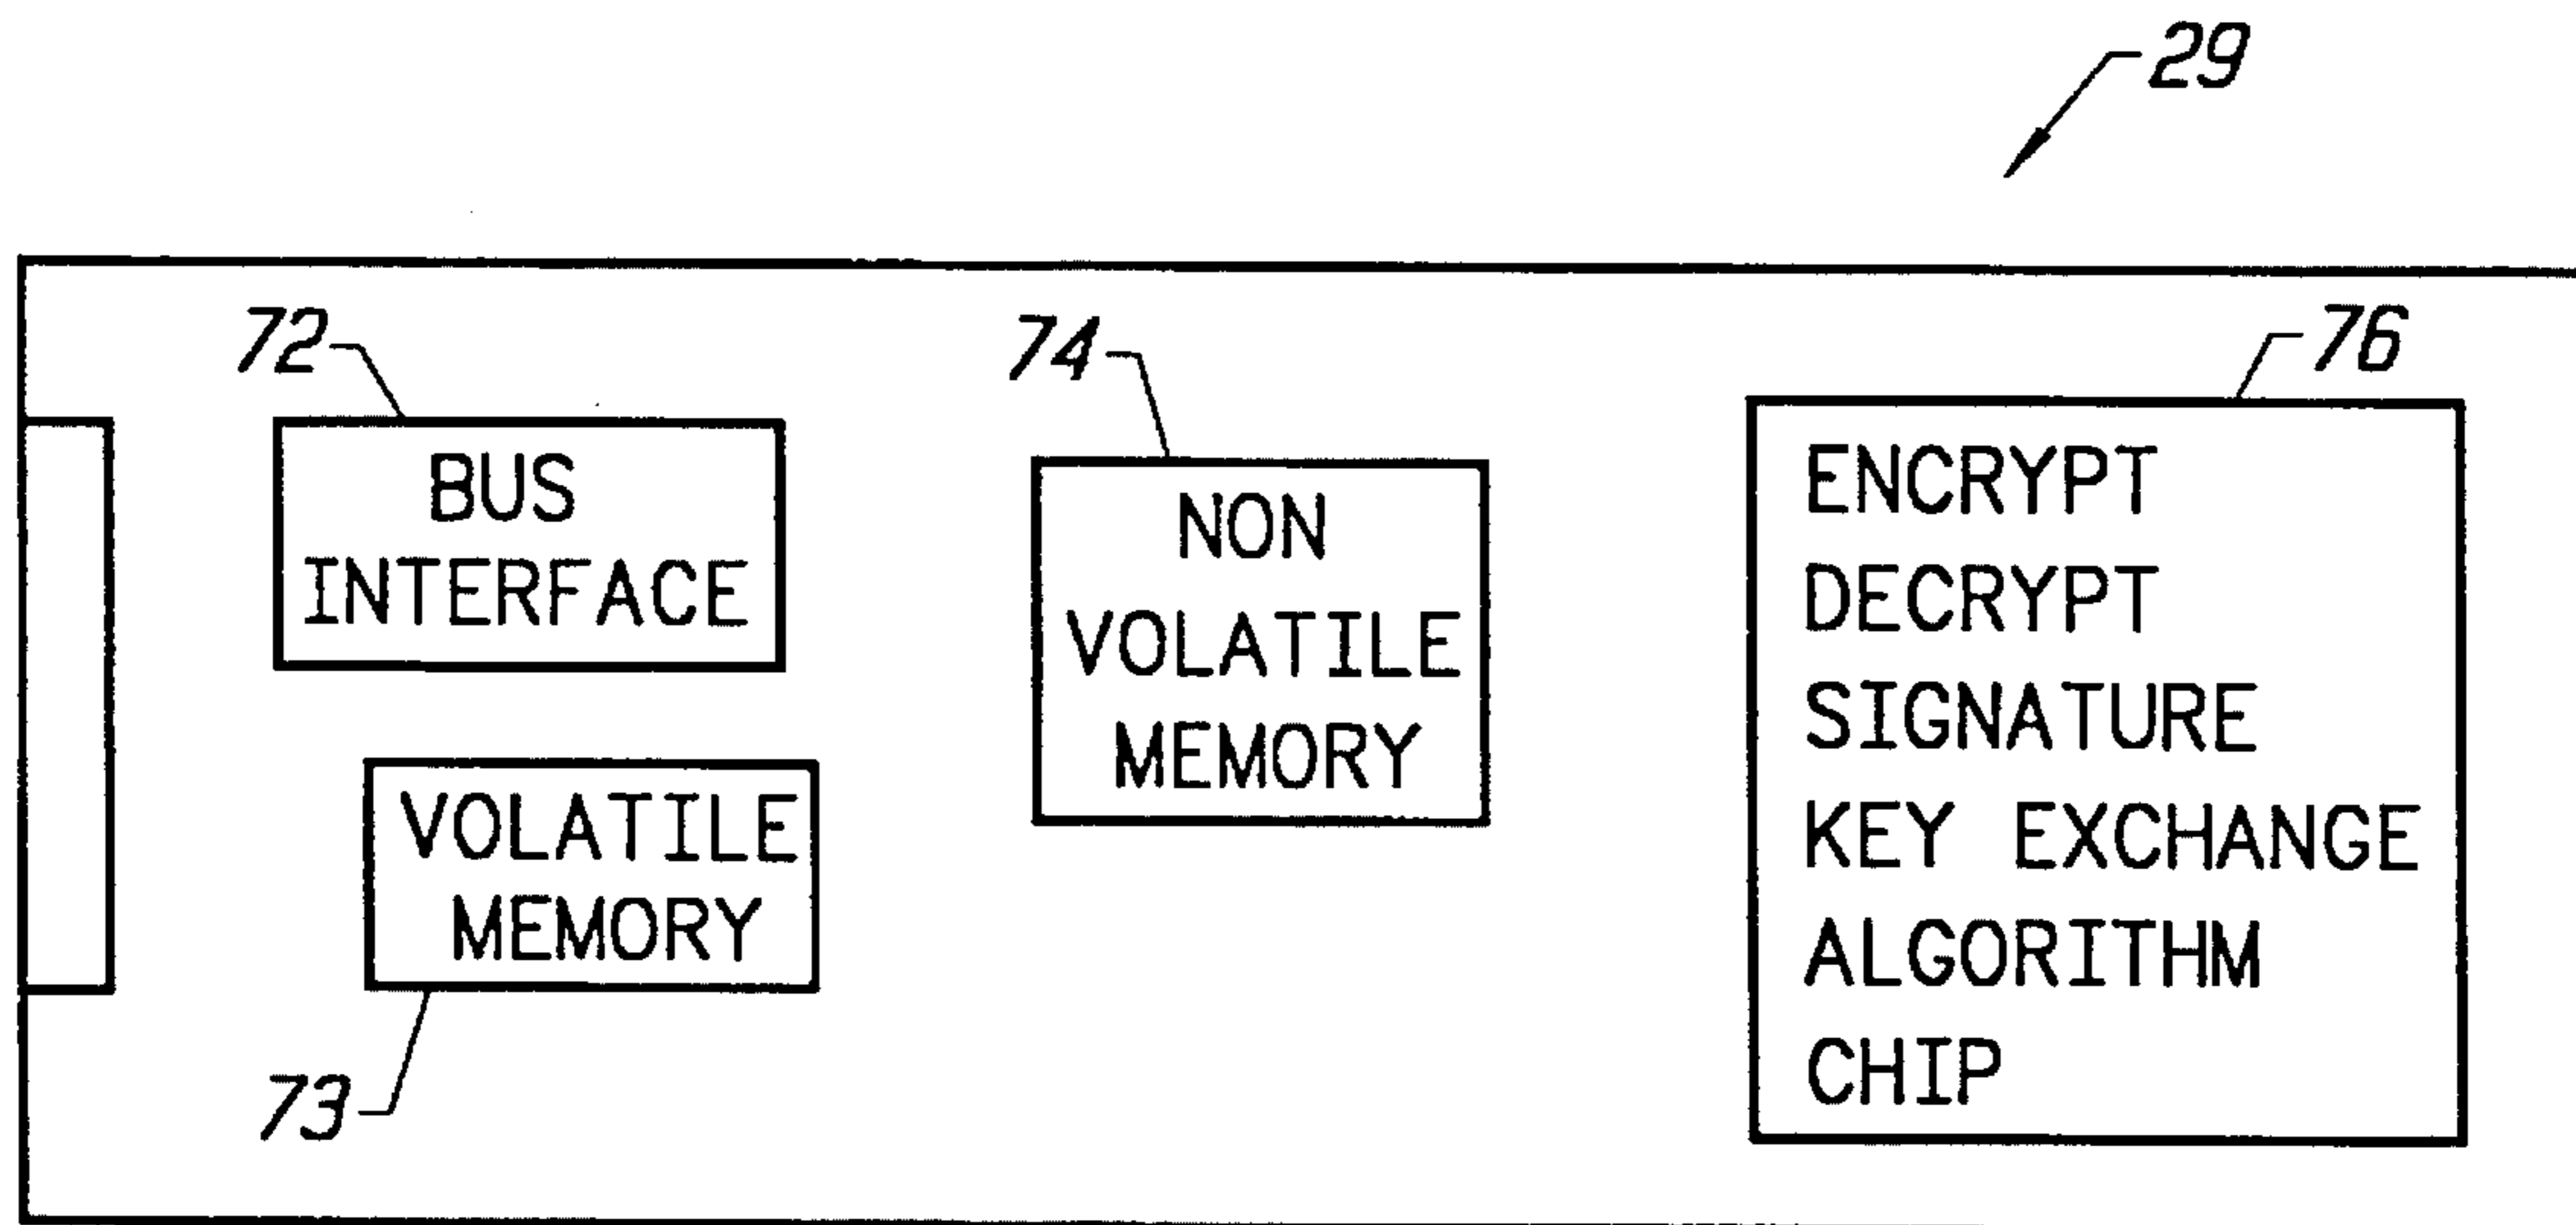 29
72
BUS
INTERFACE
74
NON
VOLATILE
MEMORY
76
ENCRYPT
DECRYPT
SIGNATURE
KEY EXCHANGE
ALGORITHM
CHIP
VOLATILE
MEMORY
73